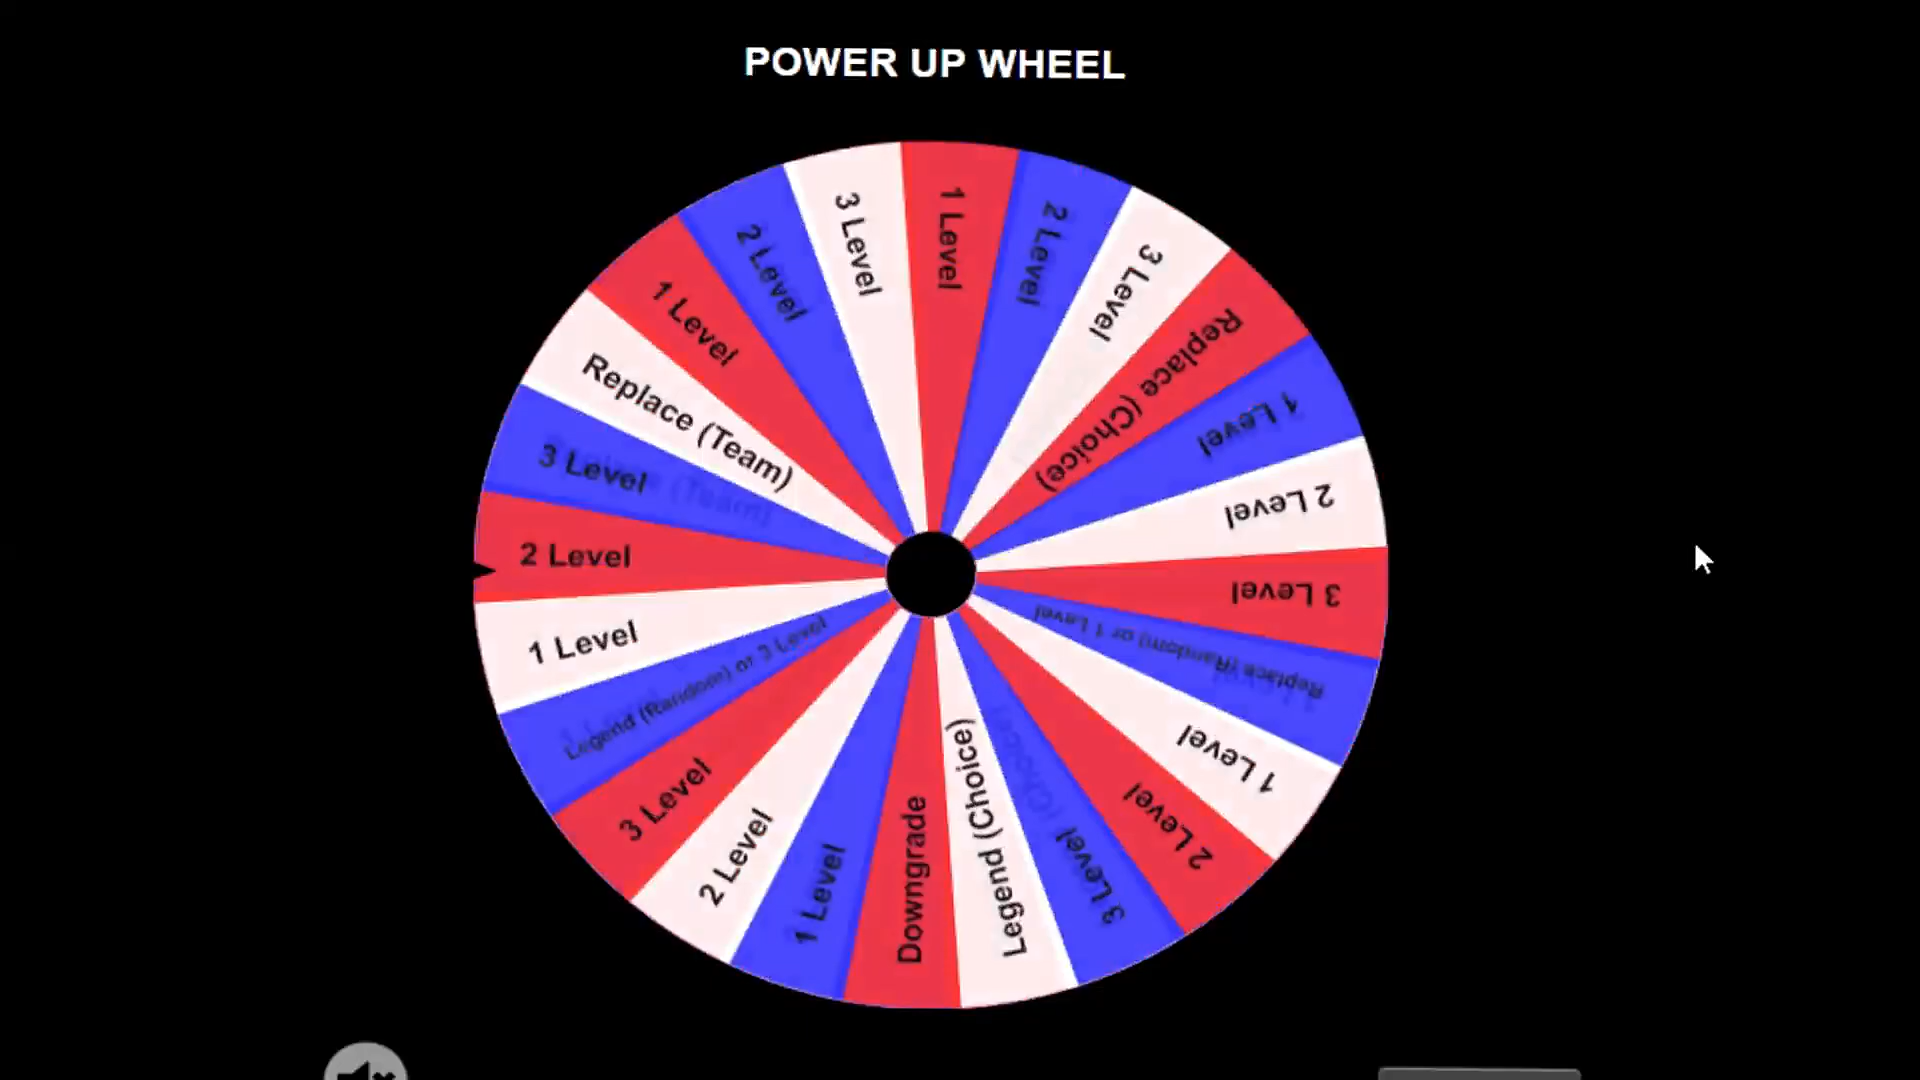 POWER UP WHEEL
1 Level
2 Level
3 Level
Replace (Choice)
1 Level
2 Level
3 Level
Replace (Random) or 1 Level
1 Level
2 Level
3 Level
Legend (Choice)
Downgrade
1 Level
2 Level
3 Level
Legend (Random) or 3 Level
1 Level
2 Level
3 Level
Replace (Team)
1 Level
2 Level
3 Level